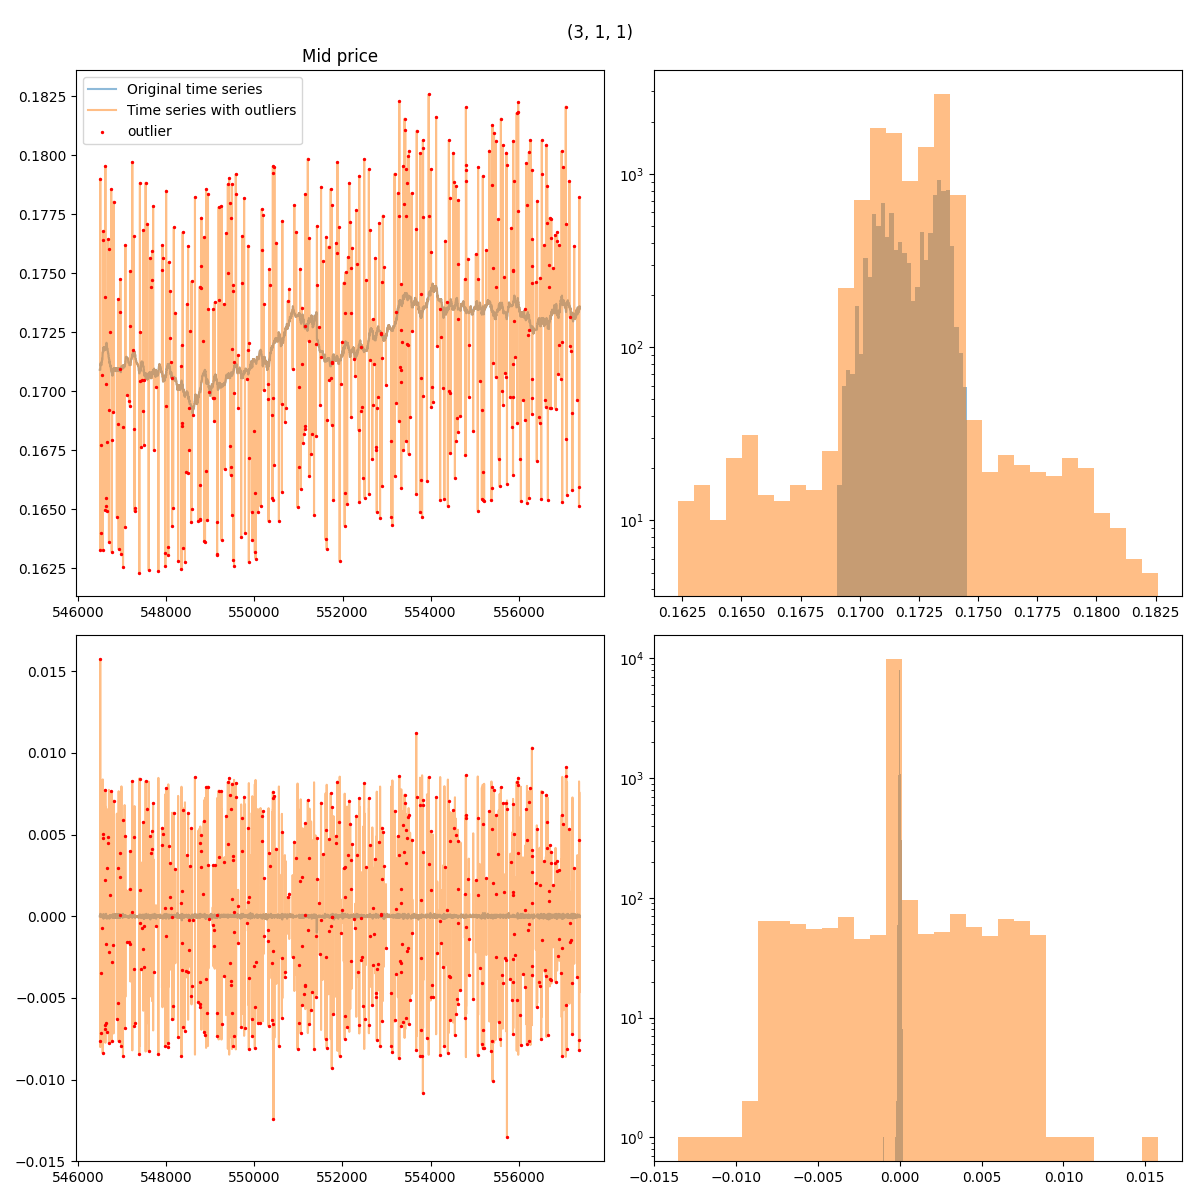 (3, 1, 1)
Mid price
Original time series
Time series with outliers
outlier
0.1825
0.1800
0.1775
0.1750
0.1725
0.1700
0.1675
0.1650
0.1625
546000 548000 550000 552000 554000 556000
10³
10²
10¹
0.1625 0.1650 0.1675 0.1700 0.1725 0.1750 0.1775 0.1800 0.1825
0.015
0.010
0.005
0.000
−0.005
−0.010
−0.015
546000 548000 550000 552000 554000 556000
10⁴
10³
10²
10¹
10⁰
−0.015 −0.010 −0.005 0.000 0.005 0.010 0.015